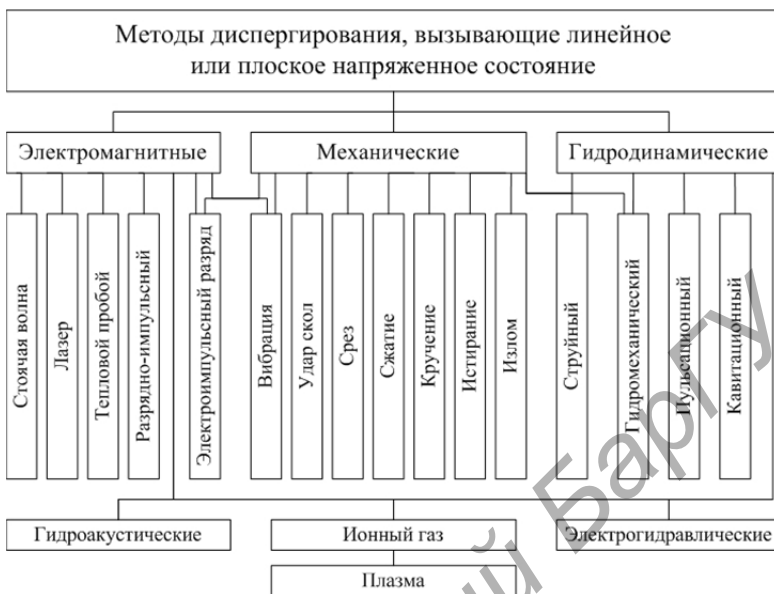 Методы диспергирования, вызывающие линейное
или плоское напряженное состояние
Электромагнитные
Механические
Гидродинамические
Стоячая волна
Лазер
Тепловой пробой
Разрядно-импульсный
Электроимпульсный разряд
Вибрация
Удар скол
Срез
Сжатие
Кручение
Истирание
Излом
Струйный
Гидромеханический
Пульсационный
Кавитационный
Гидроакустические
Ионный газ
Электрогидравлические
Плазма
БарГУ